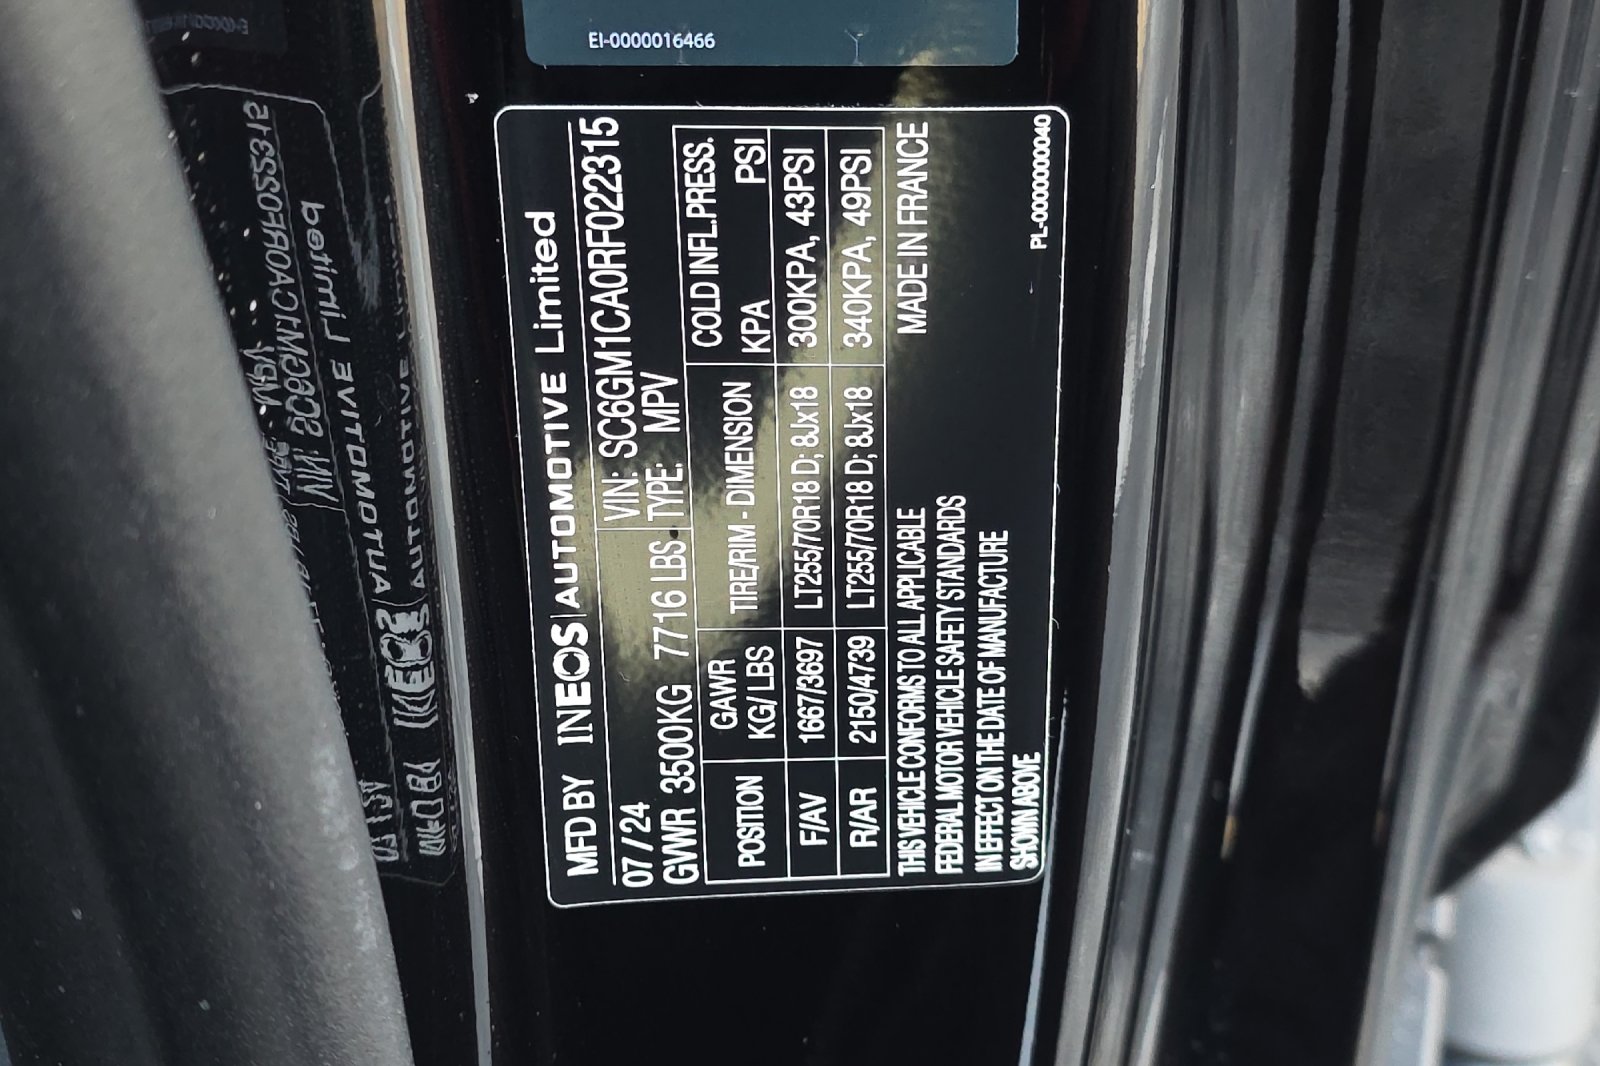 EI-0000016466
MFD BY INEOS|AUTOMOTIVE Limited
07 / 24 VIN: SC6GM1CA0RF022315
GVWR 3500KG 7716 LBS TYPE: MPV
POSITION GAWR KG/LBS TIRE/RIM - DIMENSION COLD INFL.PRESS. KPA PSI
F/AV 1667/3697 LT255/70R18 D; 8Jx18 300KPA, 43PSI
R/AR 2150/4739 LT255/70R18 D; 8Jx18 340KPA, 49PSI
THIS VEHICLE CONFORMS TO ALL APPLICABLE MADE IN FRANCE
FEDERAL MOTOR VEHICLE SAFETY STANDARDS
IN EFFECT ON THE DATE OF MANUFACTURE
SHOWN ABOVE
PL-0000000040